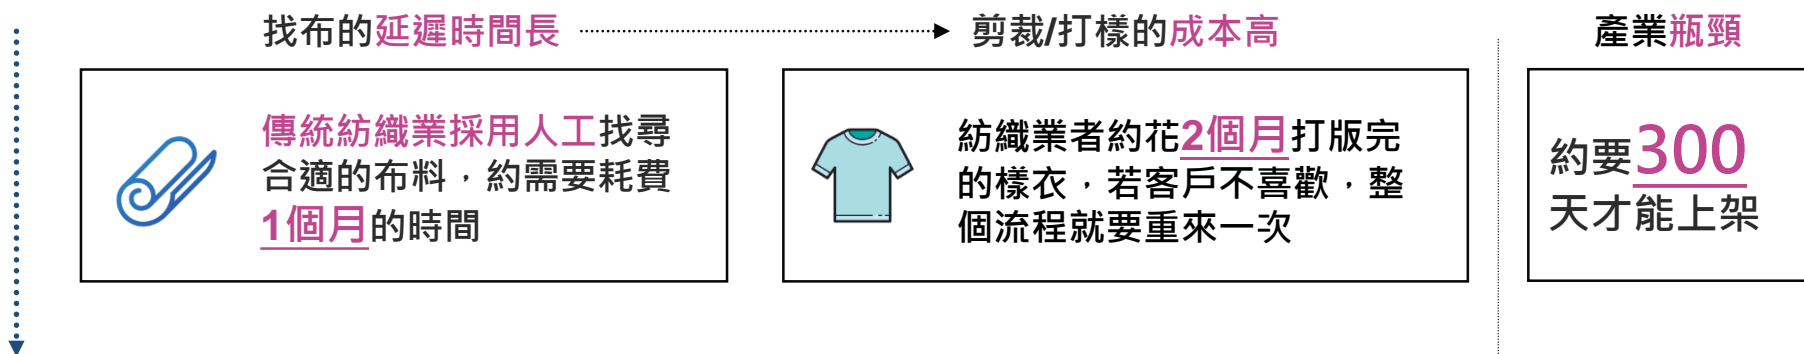 找布的延遲時間長
剪裁/打樣的成本高
產業瓶頸
傳統紡織業採用人工找尋
合適的布料，約需要耗費
1個月的時間
紡織業者約花2個月打版完
的樣衣，若客戶不喜歡，整
個流程就要重來一次
約要300
天才能上架